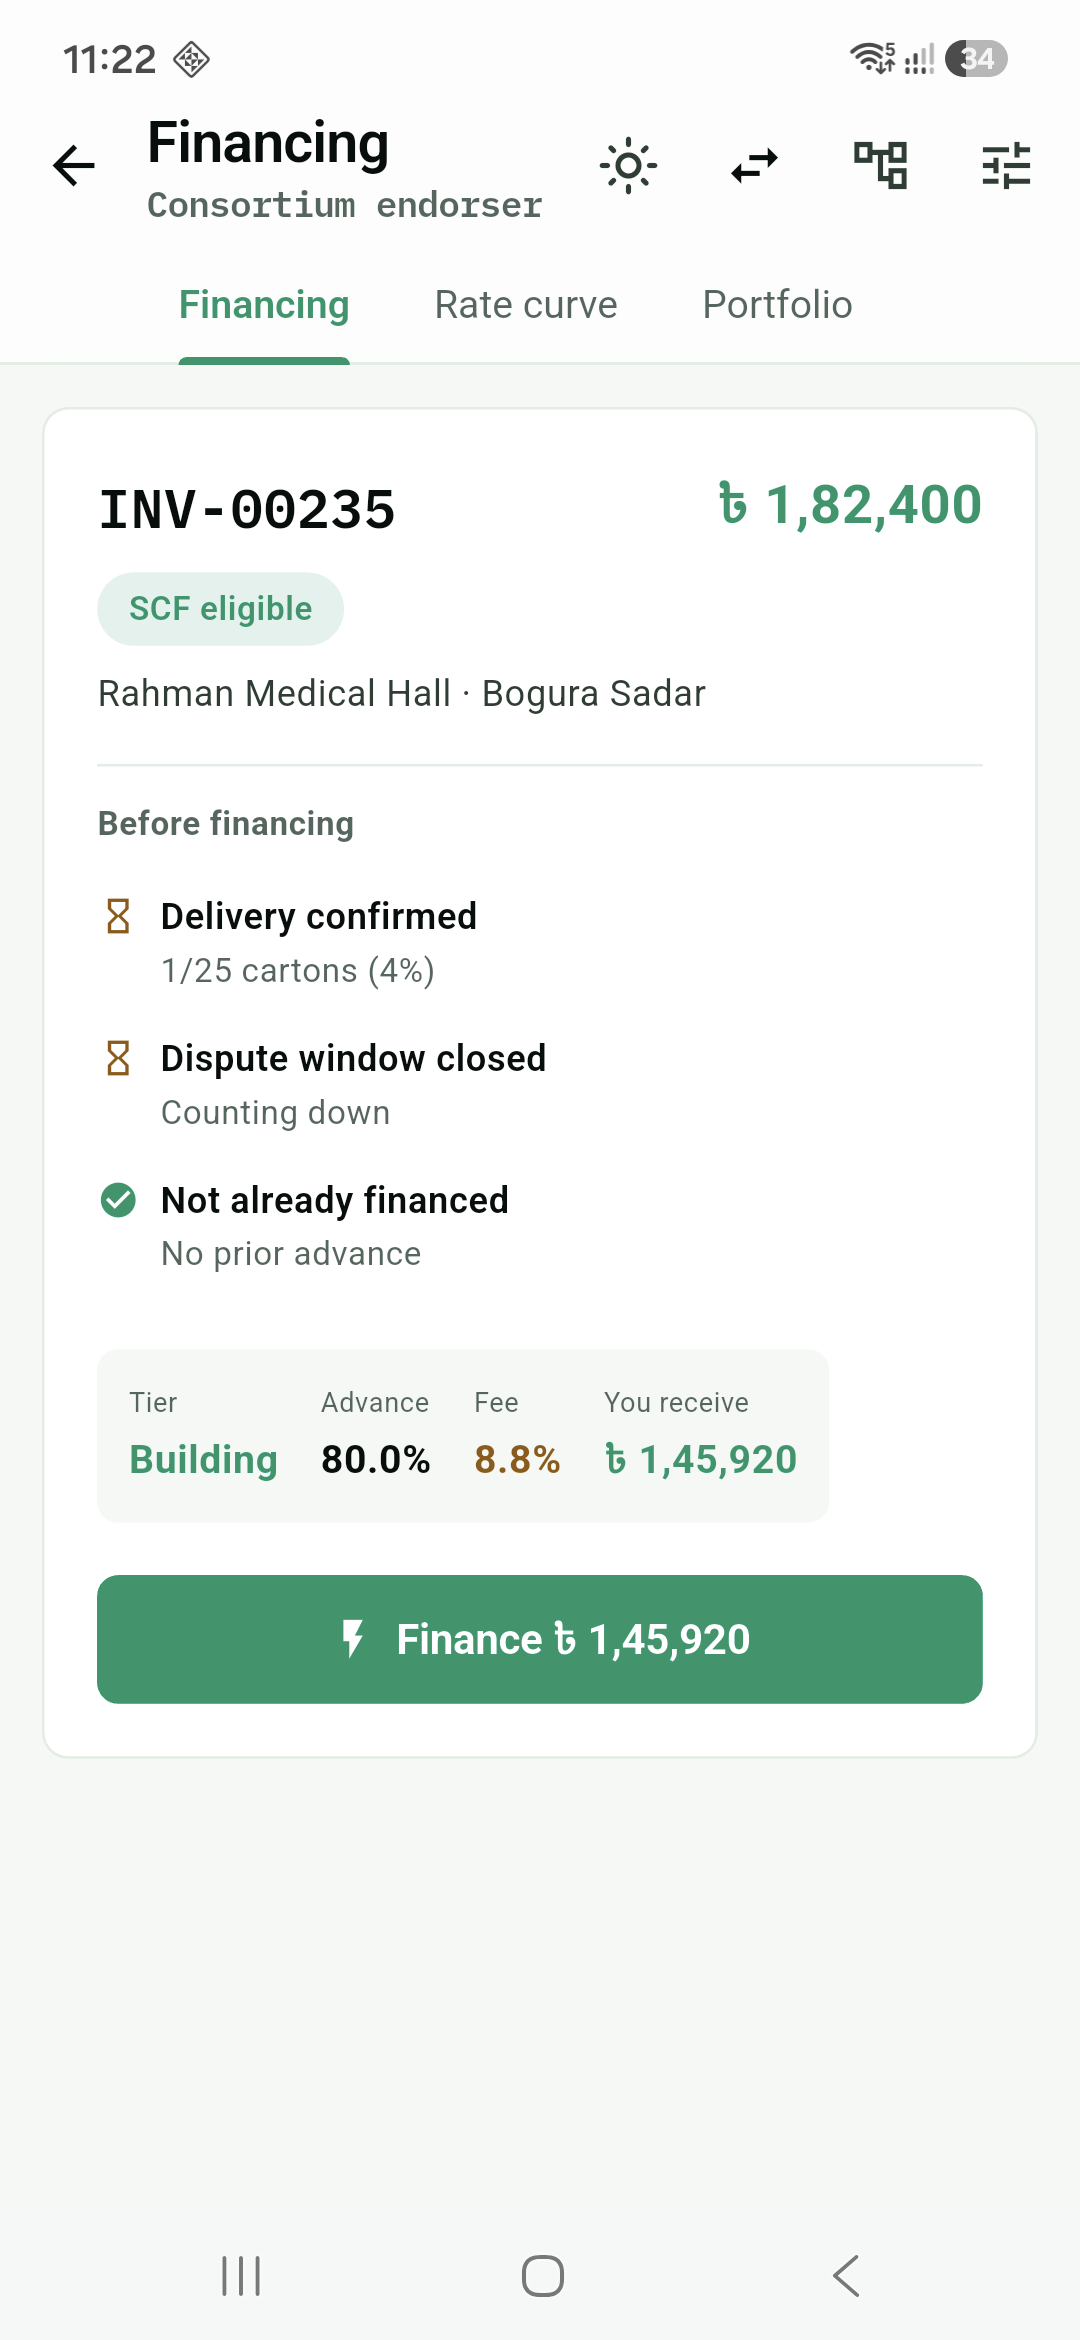 11:22
5
34
Financing
Consortium endorser
Financing Rate curve Portfolio
INV-00235 ৳ 1,82,400
SCF eligible
Rahman Medical Hall · Bogura Sadar
Before financing
Delivery confirmed
1/25 cartons (4%)
Dispute window closed
Counting down
Not already financed
No prior advance
Tier Advance Fee You receive
Building 80.0% 8.8% ৳ 1,45,920
Finance ৳ 1,45,920